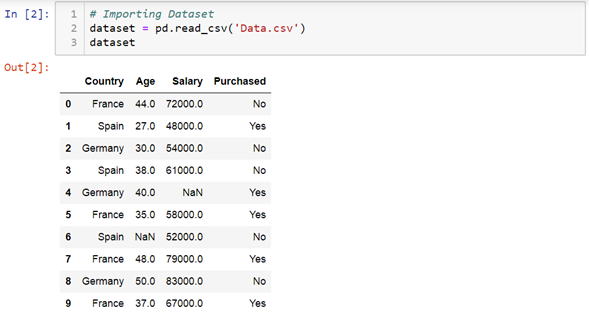 In [2]: 1 # Importing Dataset
2 dataset = pd.read_csv('Data.csv')
3 dataset
Out[2]:
Country Age Salary Purchased
0 France 44.0 72000.0 No
1 Spain 27.0 48000.0 Yes
2 Germany 30.0 54000.0 No
3 Spain 38.0 61000.0 No
4 Germany 40.0 NaN Yes
5 France 35.0 58000.0 Yes
6 Spain NaN 52000.0 No
7 France 48.0 79000.0 Yes
8 Germany 50.0 83000.0 No
9 France 37.0 67000.0 Yes